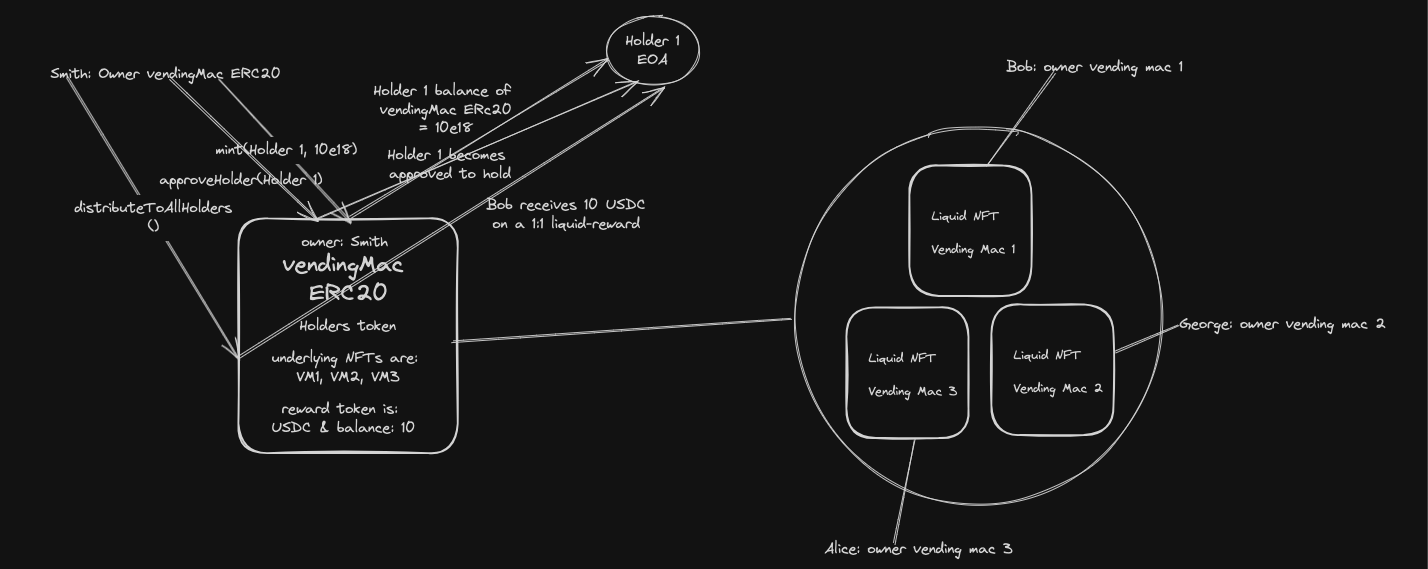 Smith: Owner vendingMac ERC20
mint(Holder 1, 10e18)
approveHolder(Holder 1)
distributeToAllHolders
()
Holder 1
EOA
Holder 1 balance of
vendingMac ERc20
= 10e18
Holder 1 becomes
approved to hold
Bob receives 10 USDC
on a 1:1 liquid-reward
owner: Smith
vendingMac
ERC20
Holders token
underlying NFTs are:
VM1, VM2, VM3
reward token is:
USDC & balance: 10
Bob: owner vending mac 1
Liquid NFT
Vending Mac 1
George: owner vending mac 2
Liquid NFT
Vending Mac 3
Liquid NFT
Vending Mac 2
Alice: owner vending mac 3